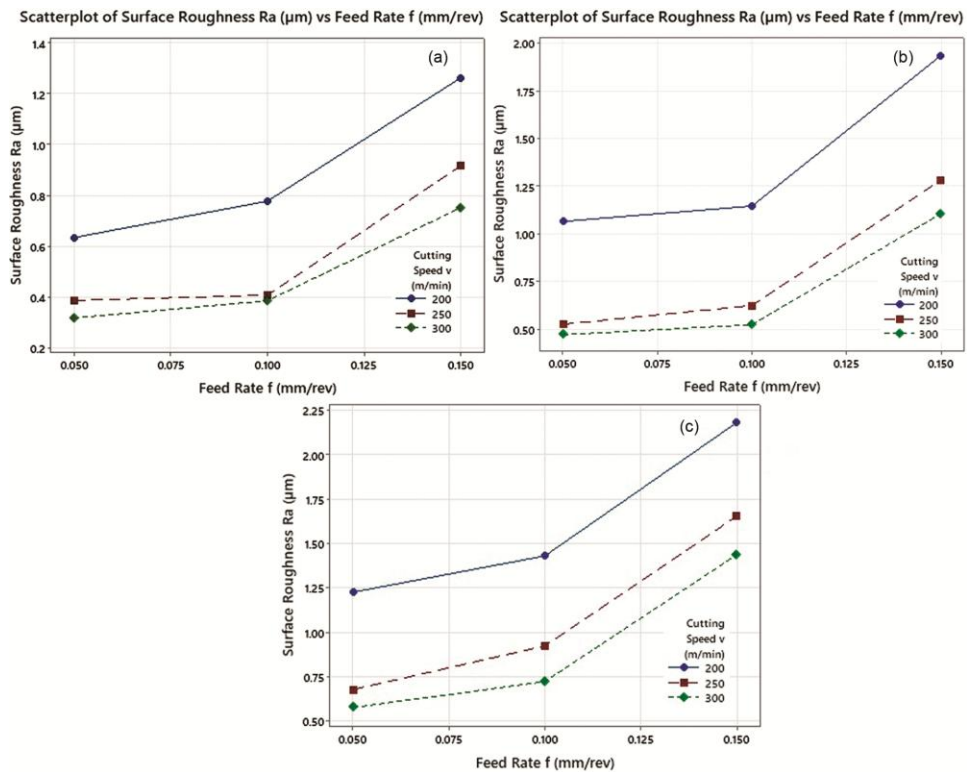 Scatterplot of Surface Roughness Ra (µm) vs Feed Rate f (mm/rev)
(a)
Surface Roughness Ra (µm)
1.4
1.2
1.0
0.8
0.6
0.4
0.2
Cutting
Speed v
(m/min)
200
250
300
0.050
0.075
0.100
0.125
0.150
Feed Rate f (mm/rev)
Scatterplot of Surface Roughness Ra (µm) vs Feed Rate f (mm/rev)
(b)
Surface Roughness Ra (µm)
2.00
1.75
1.50
1.25
1.00
0.75
0.50
Cutting
Speed v
(m/min)
200
250
300
0.050
0.075
0.100
0.125
0.150
Feed Rate f (mm/rev)
(c)
Surface Roughness Ra (µm)
2.25
2.00
1.75
1.50
1.25
1.00
0.75
0.50
Cutting
Speed v
(m/min)
200
250
300
0.050
0.075
0.100
0.125
0.150
Feed Rate f (mm/rev)